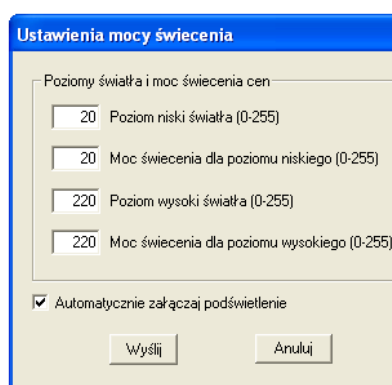 Ustawienia mocy świecenia
Poziomy światła i moc świecenia cen
20 Poziom niski światła (0-255)
20 Moc świecenia dla poziomu niskiego (0-255)
220 Poziom wysoki światła (0-255)
220 Moc świecenia dla poziomu wysokiego (0-255)
Automatycznie załączaj podświetlenie
Wyślij Anuluj